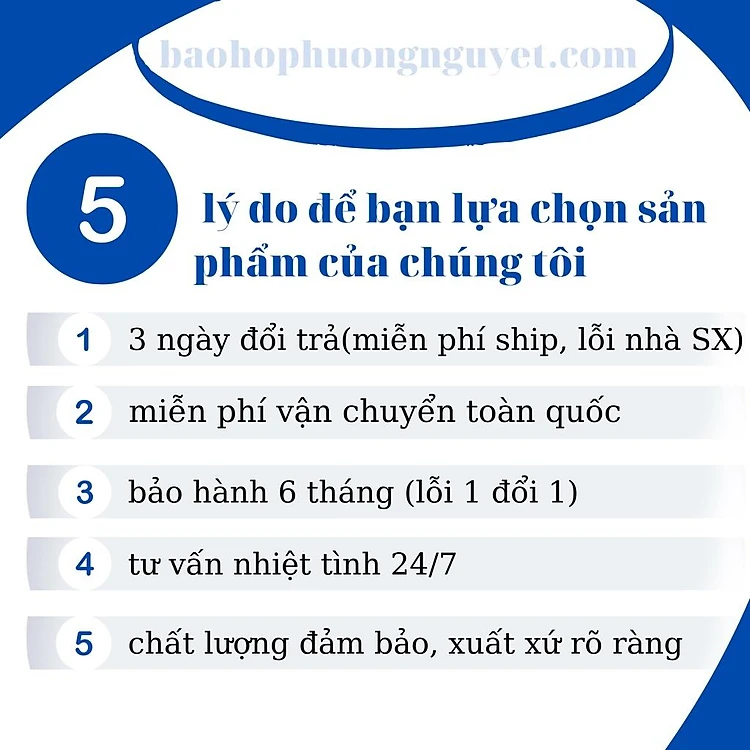 baohophuongnguyet.com
5
lý do để bạn lựa chọn sản
phẩm của chúng tôi
1 3 ngày đổi trả(miễn phí ship, lỗi nhà SX)
2 miễn phí vận chuyển toàn quốc
3 bảo hành 6 tháng (lỗi 1 đổi 1)
4 tư vấn nhiệt tình 24/7
5 chất lượng đảm bảo, xuất xứ rõ ràng